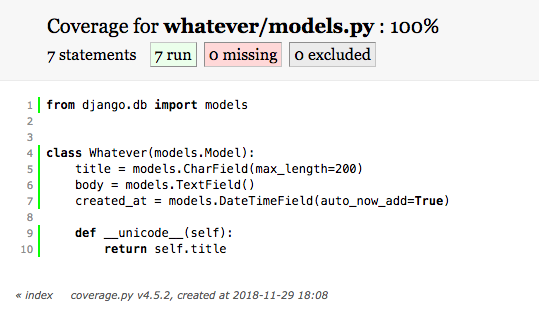 Coverage for whatever/models.py : 100%
7 statements 7 run 0 missing 0 excluded
1 from django.db import models
2
3
4 class Whatever(models.Model):
5     title = models.CharField(max_length=200)
6     body = models.TextField()
7     created_at = models.DateTimeField(auto_now_add=True)
8
9     def __unicode__(self):
10         return self.title
« index coverage.py v4.5.2, created at 2018-11-29 18:08